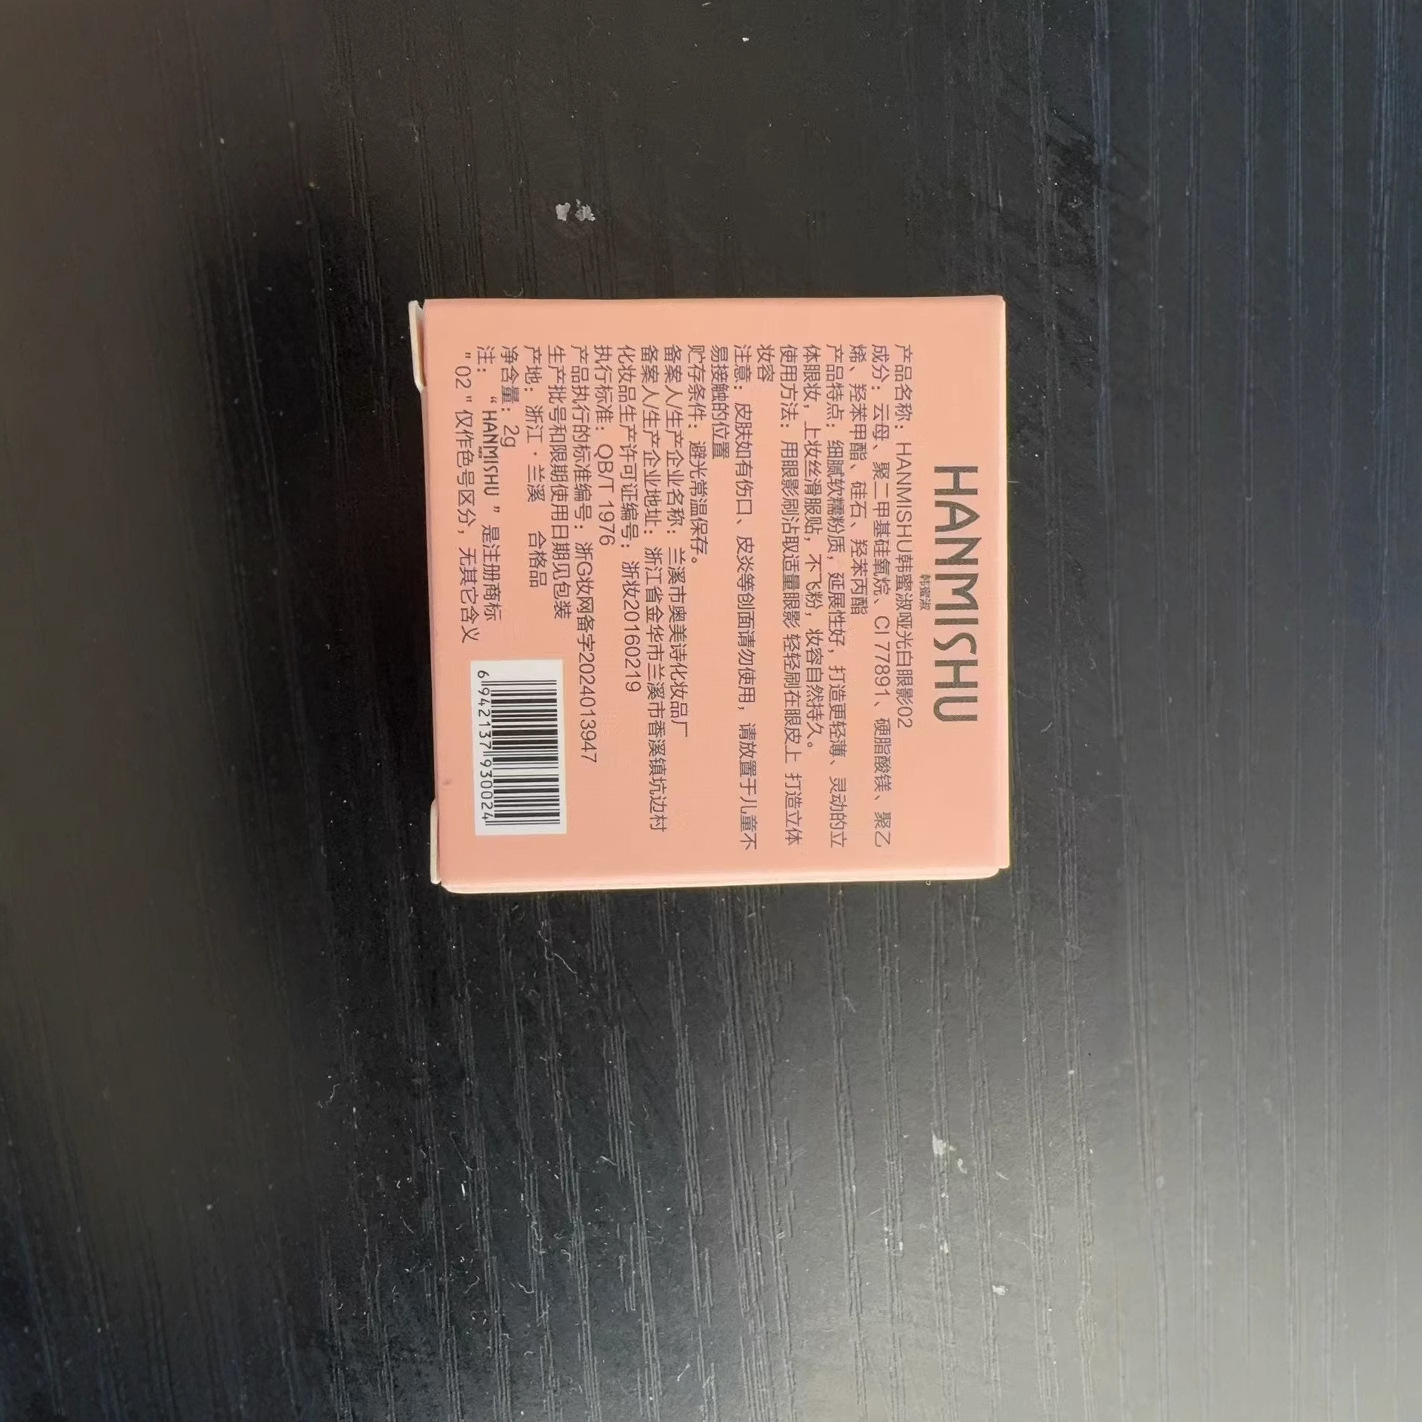 HANMISHU
韩蜜淑
产品名称：HANMISHU韩蜜淑哑光白眼影02
成分：云母、聚二甲基硅氧烷、CI 77891、硬脂酸镁、聚乙
烯、羟苯甲酯、硅石、羟苯丙酯
产品特点：细腻软糯粉质，延展性好，打造更轻薄、灵动的立
体眼妆，上妆丝滑服贴，不飞粉，妆容自然持久。
使用方法：用眼影刷沾取适量眼影 轻轻刷在眼皮上 打造立体
妆容
注意：皮肤如有伤口、皮炎等创面请勿使用，请放置于儿童不
易接触的位置
贮存条件：避光常温保存。
备案人/生产企业名称：兰溪市奥美诗化妆品厂
备案人/生产企业地址：浙江省金华市兰溪市香溪镇坑边村
化妆品生产许可证编号：浙妆20160219
执行标准：QB/T 1976
产品执行的标准编号：浙G妆网备字2024013947
生产批号和限期使用日期见包装
产地：浙江·兰溪 合格品
净含量：2g
注：“HANMISHU”是注册商标
"02"仅作色号区分，无其它含义
6942137930024